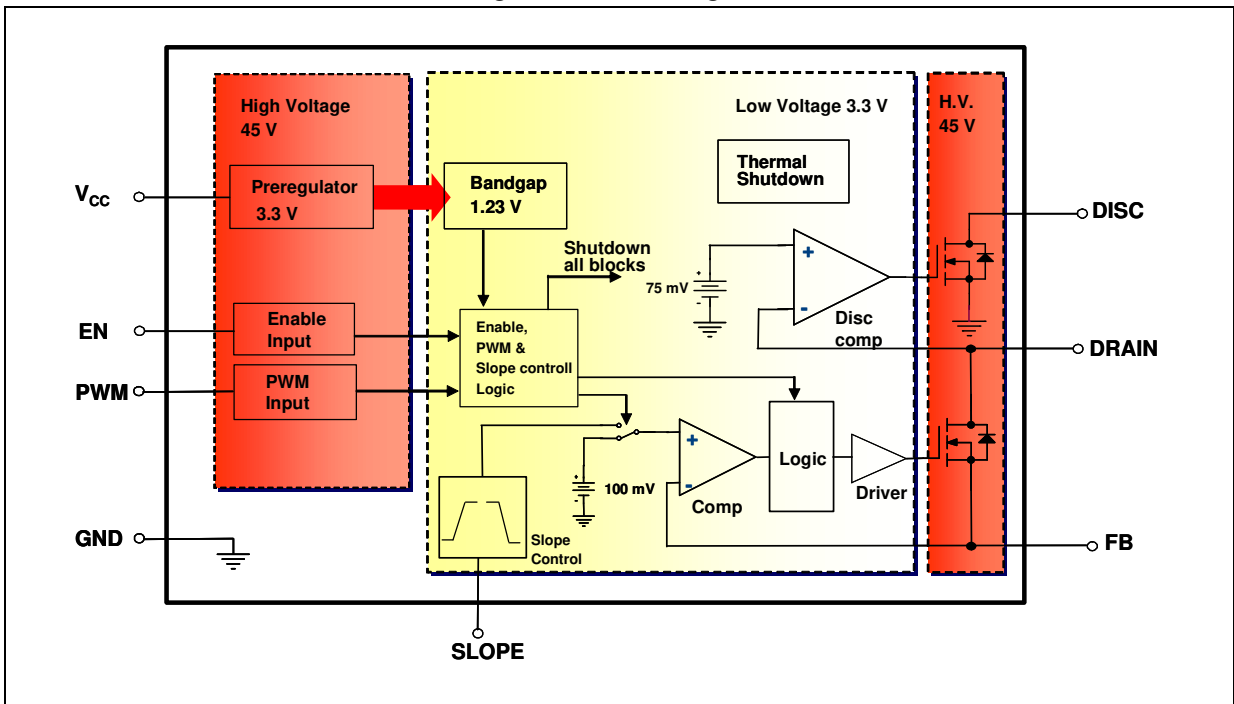 High Voltage
45 V
Low Voltage 3.3 V
H.V.
45 V
Thermal
Shutdown
VCC
Preregulator
3.3 V
Bandgap
1.23 V
DISC
Shutdown
all blocks
+
75 mV
-
+
-
Disc
comp
EN
Enable
Input
Enable,
PWM &
Slope controll
Logic
DRAIN
PWM
PWM
Input
+
-
Comp
Logic
Driver
+
100 mV
-
GND
Slope
Control
FB
SLOPE